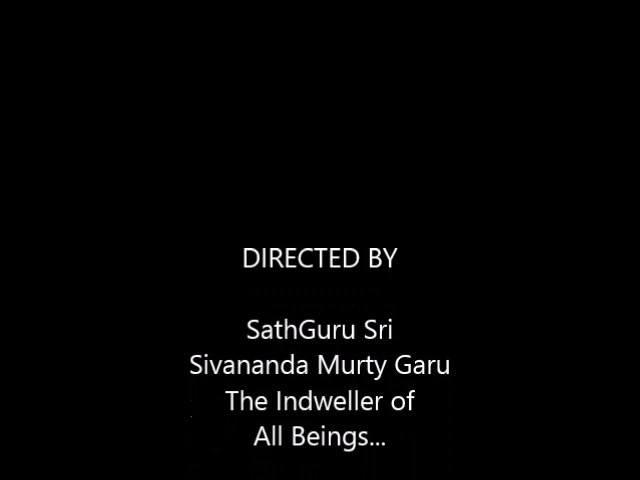 DIRECTED BY
SathGuru Sri
Sivananda Murty Garu
The Indweller of
All Beings...